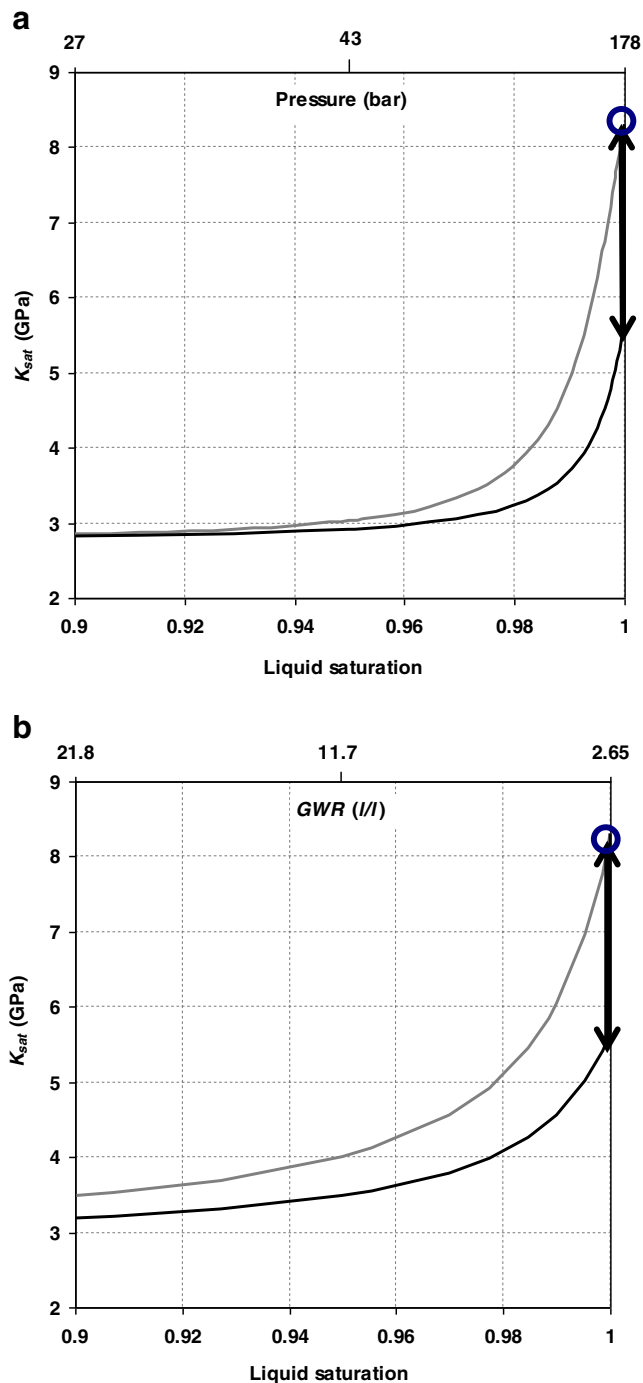 a
27 43 178
Pressure (bar)
9
8
7
6
5
4
3
2
K_sat (GPa)
0.9 0.92 0.94 0.96 0.98 1
Liquid saturation
b
21.8 11.7 2.65
GWR (l/l)
9
8
7
6
5
4
3
2
K_sat (GPa)
0.9 0.92 0.94 0.96 0.98 1
Liquid saturation